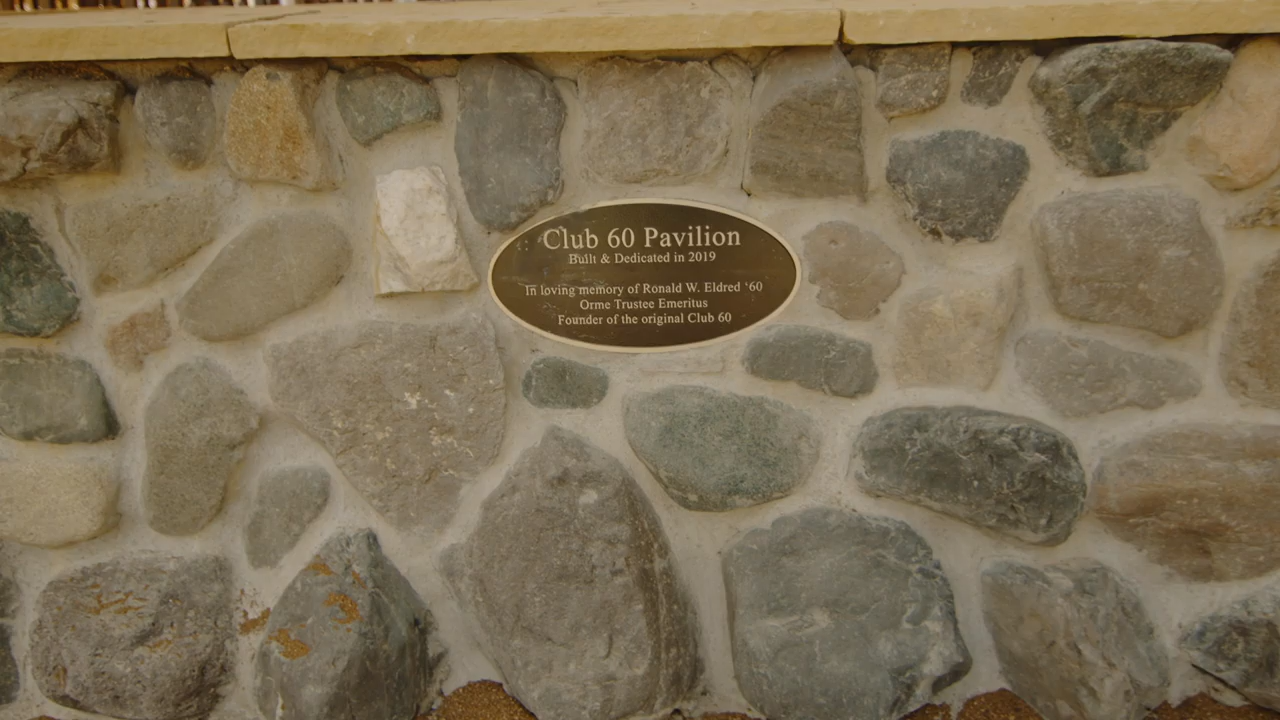 Club 60 Pavilion
Built & Dedicated in 2019
In loving memory of Ronald W. Eldred ‘60
Orme Trustee Emeritus
Founder of the original Club 60